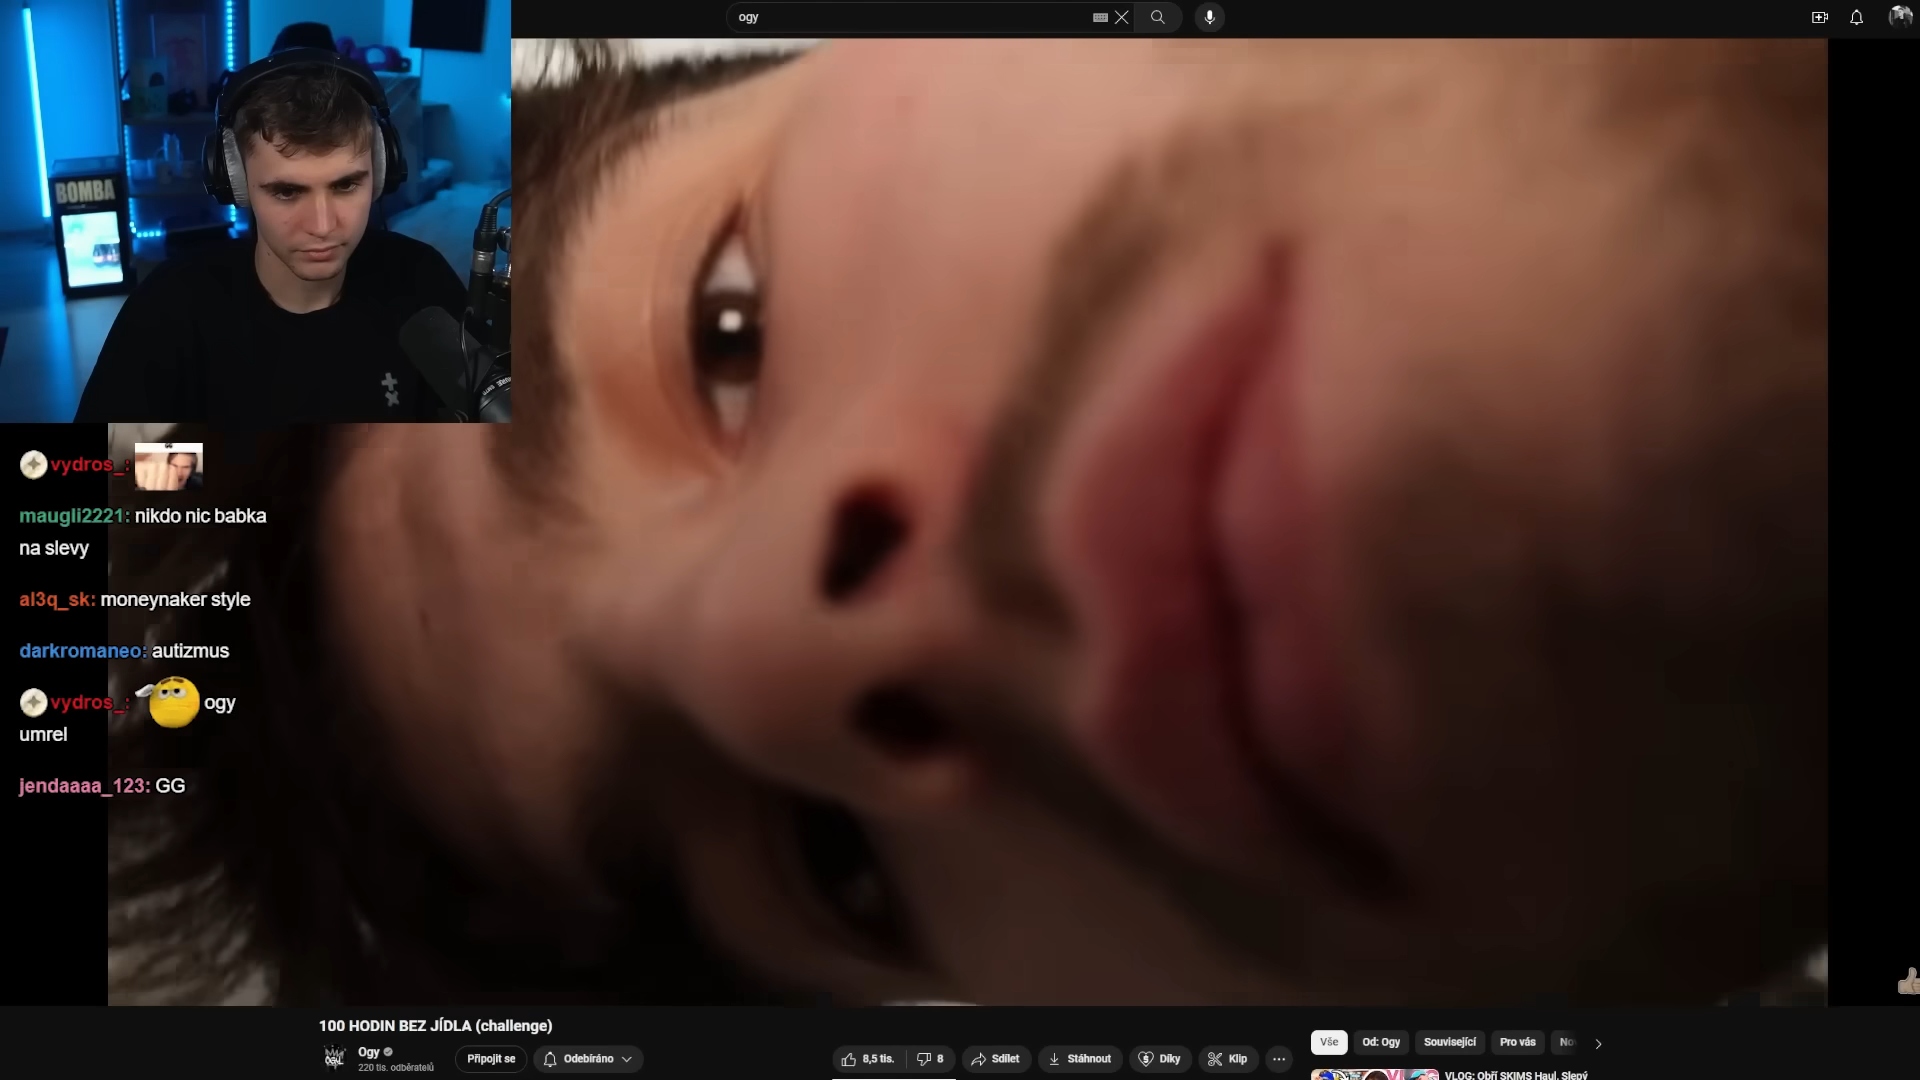 ogy
BOMBA
vydros_:
maugli2221: nikdo nic babka
na slevy
al3q_sk: moneynaker style
darkromaneo: autizmus
vydros_: ogy
umrel
jendaaaa_123: GG
100 HODIN BEZ JÍDLA (challenge)
Ogy
220 tis. odběratelů
Připojit se
Odebíráno
8,5 tis.
8
Sdílet
Stáhnout
Díky
Klip
Vše
Od: Ogy
Související
Pro vás
VLOG: Obří SKIMS Haul, Slepý